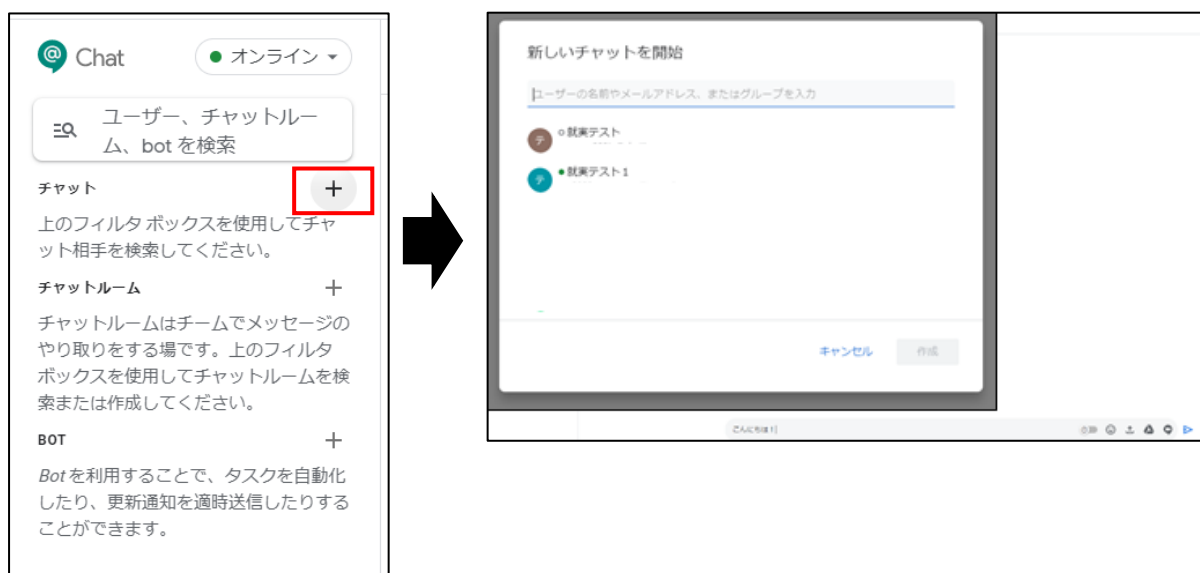 Chat
オンライン
ユーザー、チャットルー
ム、bot を検索
チャット
上のフィルタ ボックスを使用してチャ
ット相手を検索してください。
チャットルーム
チャットルームはチームでメッセージの
やり取りをする場です。上のフィルタ
ボックスを使用してチャットルームを検
索または作成してください。
BOT
Bot を利用することで、タスクを自動化
したり、更新通知を適時送信したりする
ことができます。
新しいチャットを開始
ユーザーの名前やメールアドレス、またはグループを入力
テ
就実テスト
テ
就実テスト1
キャンセル
作成
こんにちは!